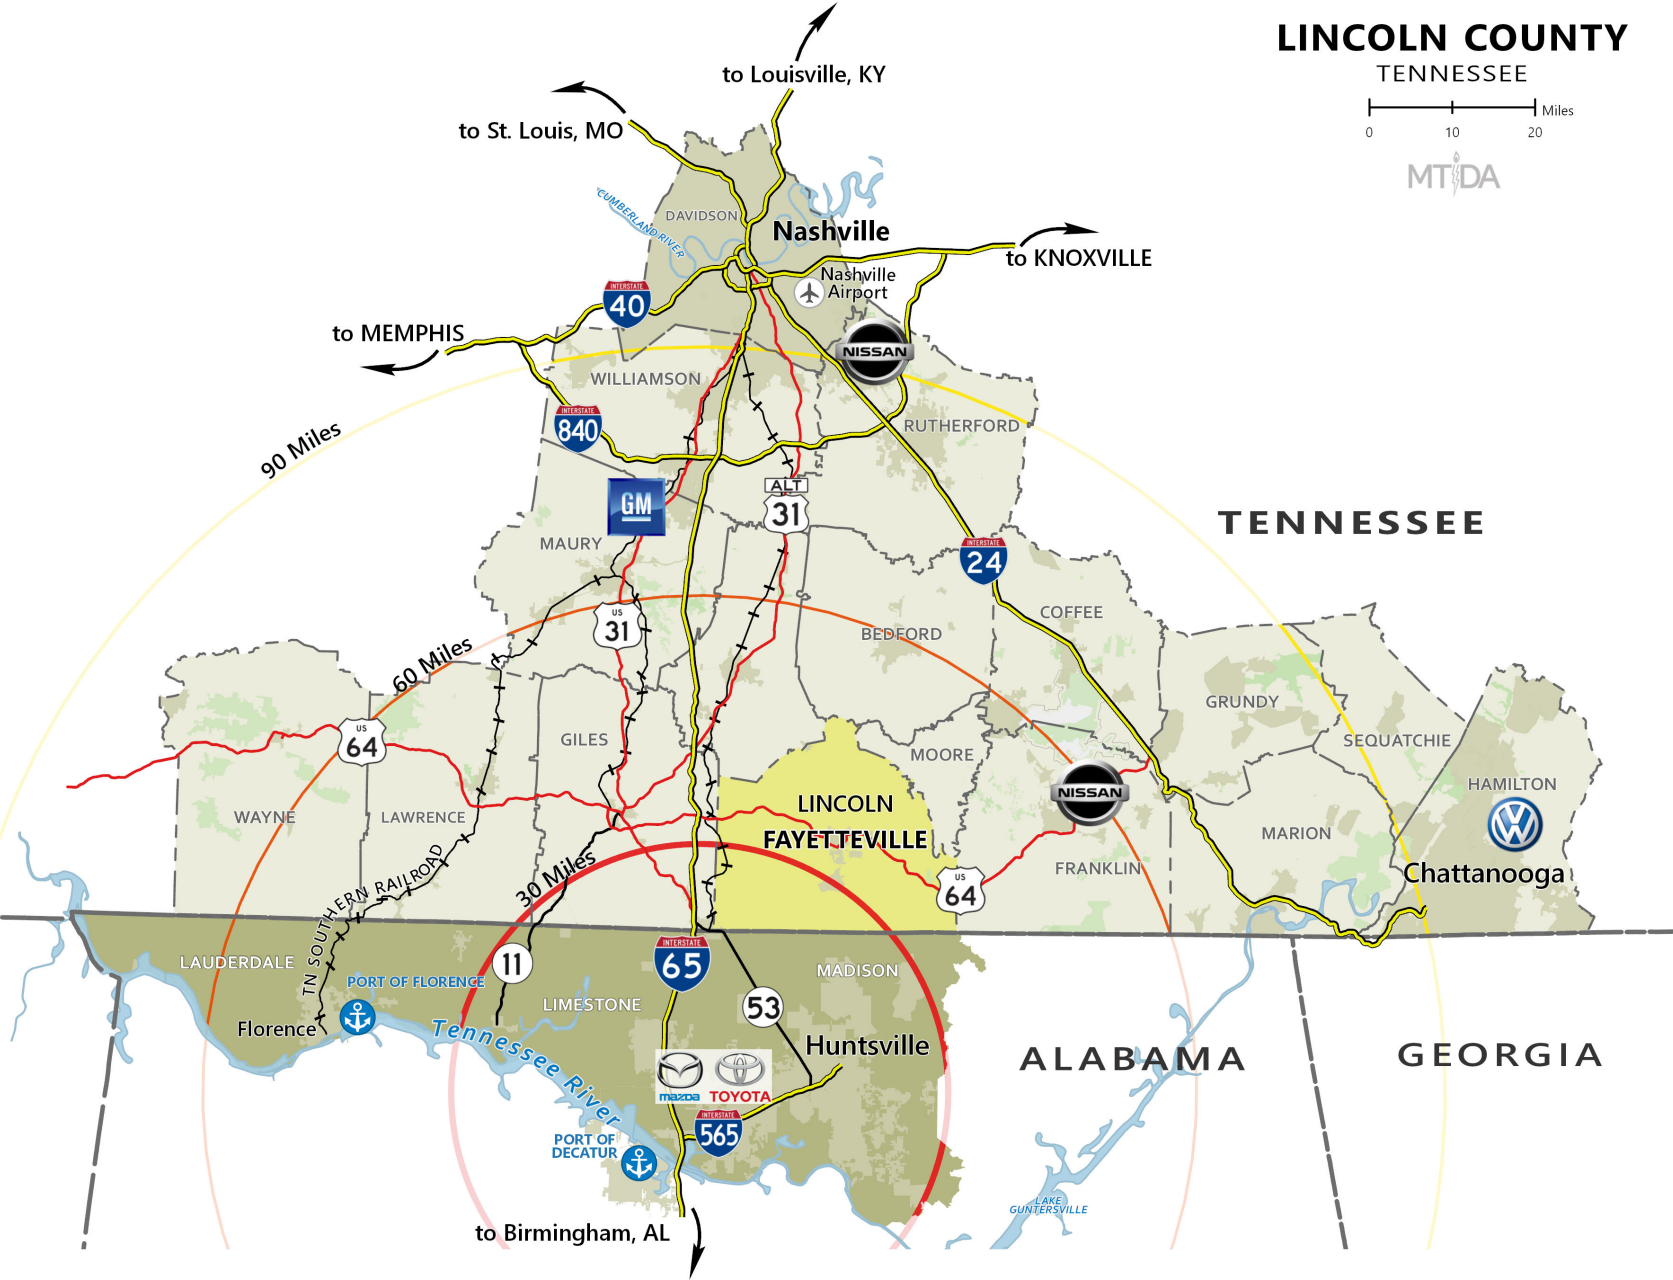 LINCOLN COUNTY
TENNESSEE
Miles
0 10 20
MTIDA
to Louisville, KY
to St. Louis, MO
CUMBERLAND RIVER
DAVIDSON
Nashville
to KNOXVILLE
Nashville
Airport
INTERSTATE
40
to MEMPHIS
NISSAN
WILLIAMSON
INTERSTATE
840
RUTHERFORD
90 Miles
GM
ALT
31
TENNESSEE
MAURY
INTERSTATE
24
US
31
COFFEE
BEDFORD
60 Miles
GRUNDY
US
64
GILES
MOORE
SEQUATCHIE
HAMILTON
NISSAN
LINCOLN
FAYETTEVILLE
WAYNE
LAWRENCE
MARION
FRANKLIN
Chattanooga
30 Miles
US
64
TN SOUTHERN RAILROAD
LAUDERDALE
PORT OF FLORENCE
Florence
11
INTERSTATE
65
MADISON
LIMESTONE
53
Tennessee River
Huntsville
ALABAMA
GEORGIA
mazda
TOYOTA
INTERSTATE
565
PORT OF
DECATUR
LAKE
GUNTERSVILLE
to Birmingham, AL